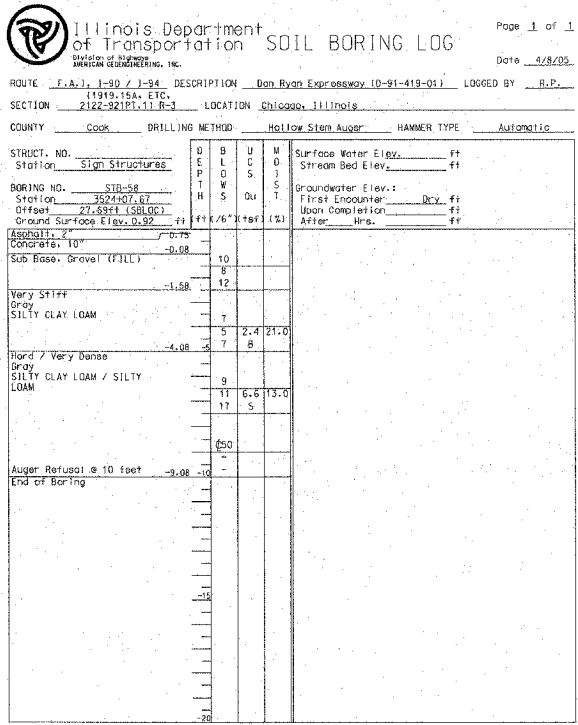 Illinois Department of Transportation
SOIL BORING LOG
Page 1 of 1
Division of Highways
AMERICAN GEOENGINEERING, INC.
Date 4/8/05
ROUTE F.A.I. I-90 / I-94 DESCRIPTION Dan Ryan Expressway (D-91-419-04) LOGGED BY R.P.
(1919.15A, ETC.
SECTION 2122-921PT.1) R-3 LOCATION Chicago, Illinois
COUNTY Cook DRILLING METHOD Hollow Stem Auger HAMMER TYPE Automatic
STRUCT. NO.
Station Sign Structures
BORING NO. STB-58
Station 3524+07.67
Offset 27.69ft (SBLOC)
Ground Surface Elev. 0.92 ft
DEPTH (ft)
BLOWS (/6")
UCS Qu (tsf)
MOIST (%)
Surface Water Elev. ft
Stream Bed Elev. ft
Groundwater Elev.:
First Encounter Dry ft
Upon Completion ft
After Hrs. ft
Asphalt, 2" 0.75
Concrete, 10"
-0.08
Sub Base, Gravel (FILL) 10
8
-1.58 12
Very Stiff
Gray
SILTY CLAY LOAM 7
5 2.4 21.0
-4.08 -5 7 B
Hard / Very Dense
Gray
SILTY CLAY LOAM / SILTY LOAM
9
11 6.6 13.0
17 S
50
-
Auger Refusal @ 10 feet -9.08 -10 -
End of Boring
-15
-20